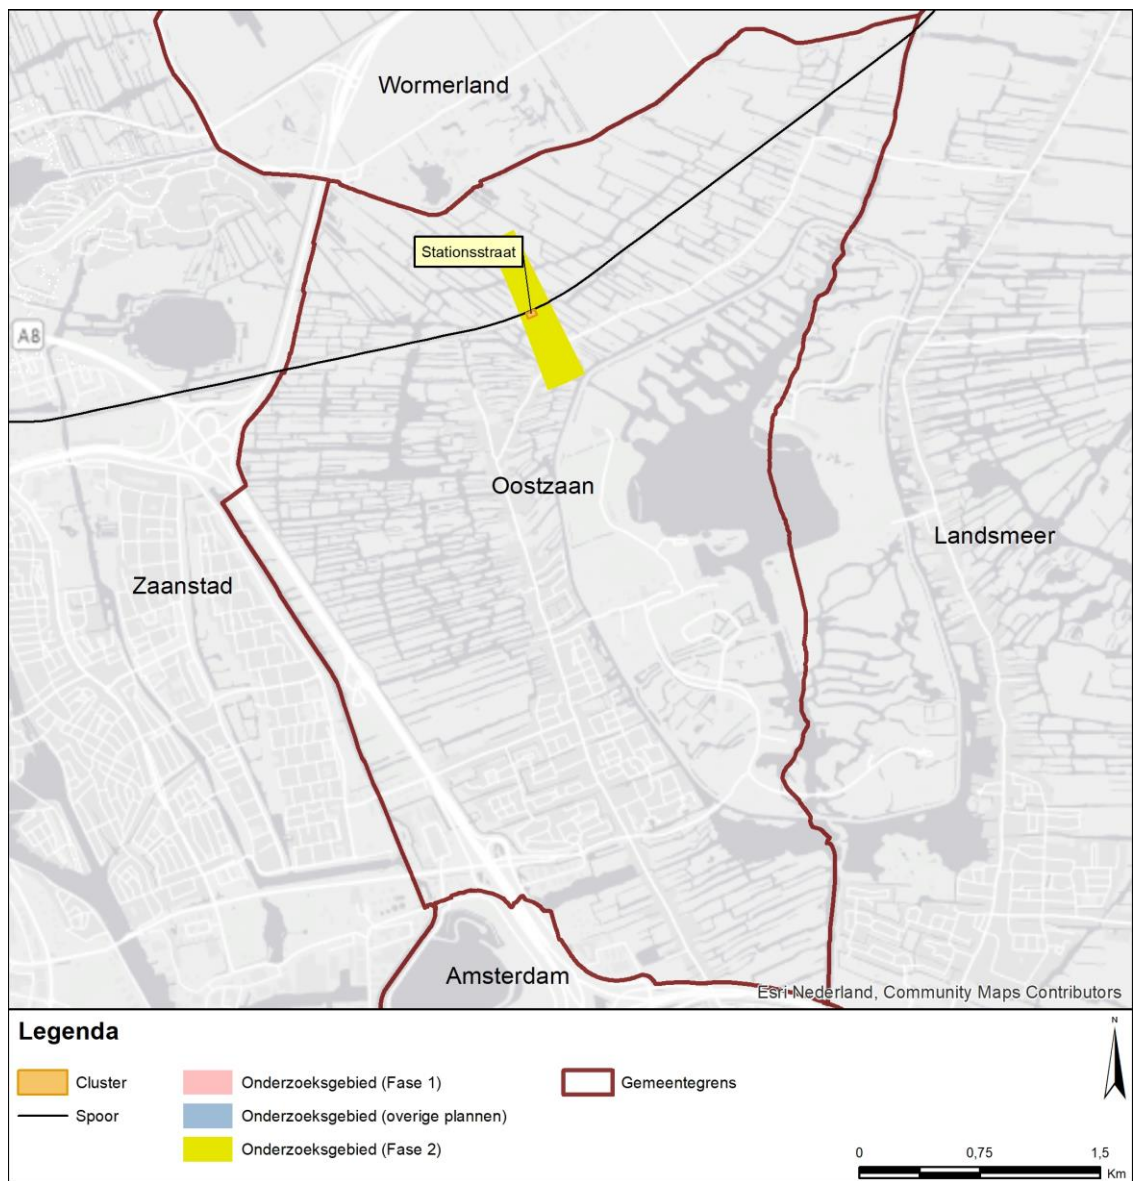 Wormerland
Stationsstraat
A8
Oostzaan
Landsmeer
Zaanstad
Amsterdam
Esri Nederland, Community Maps Contributors
Legenda
N
Cluster
Onderzoeksgebied (Fase 1)
Gemeentegrens
Spoor
Onderzoeksgebied (overige plannen)
Onderzoeksgebied (Fase 2)
0 0,75 1,5
Km